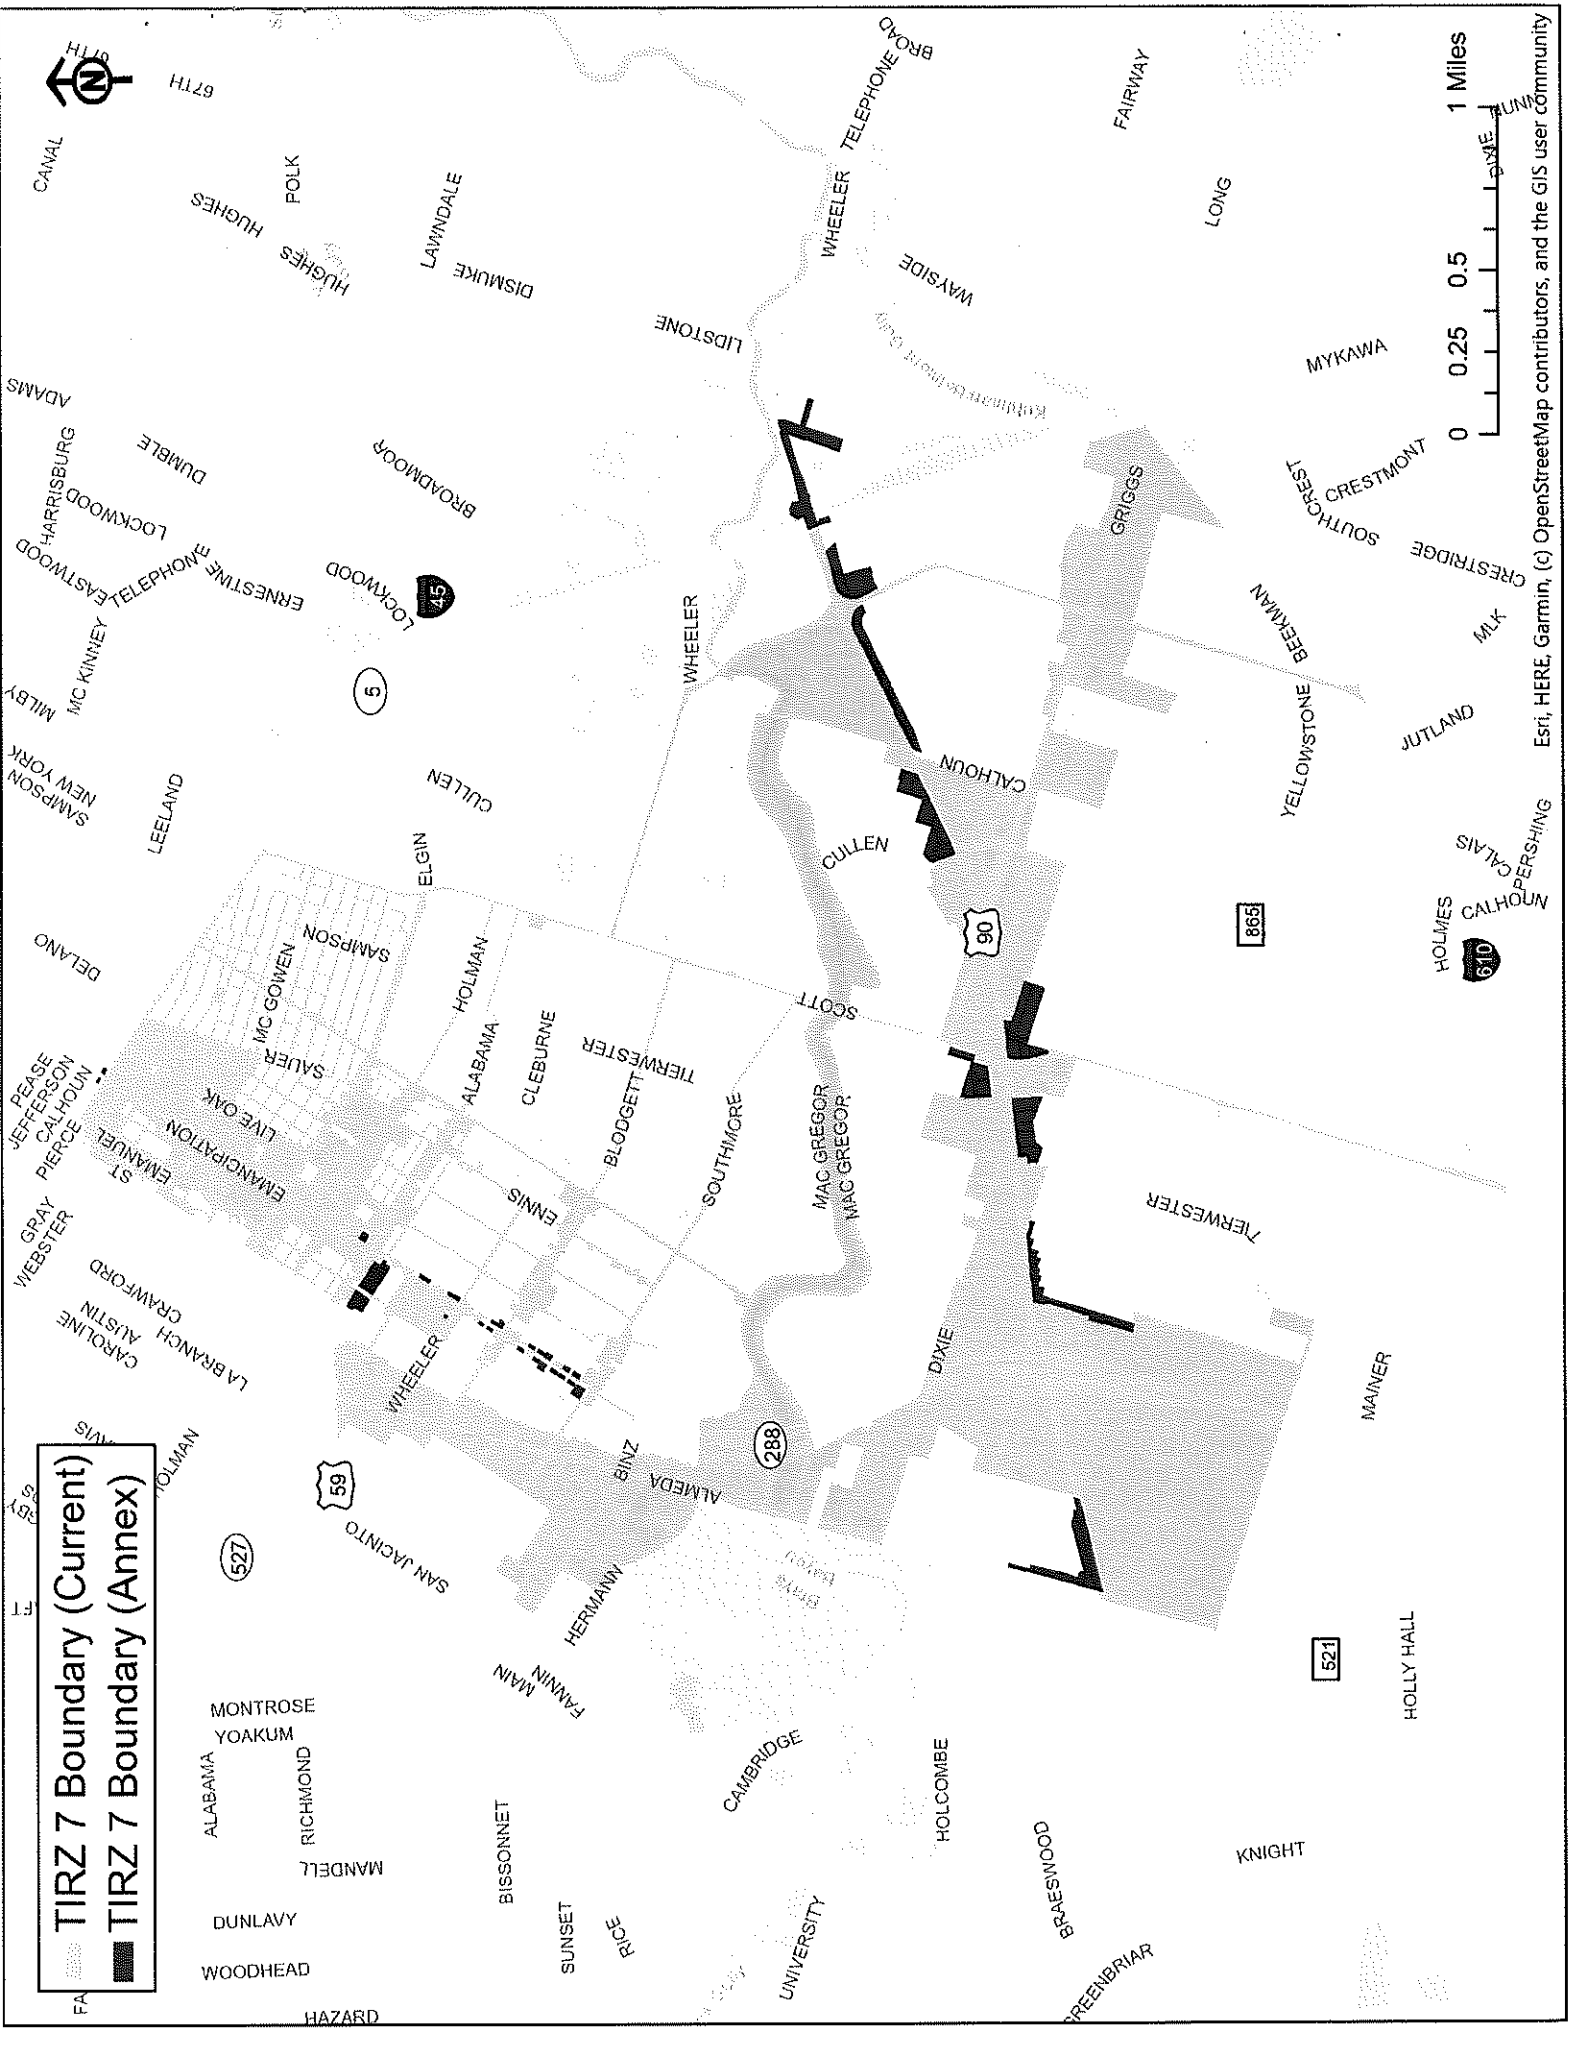 TIRZ 7 Boundary (Current)
TIRZ 7 Boundary (Annex)
N
67TH
67TH
CANAL
POLK
HUGHES
HUGHES
LAWNDALE
DISMUKE
LIDSTONE
BROAD
TELEPHONE
WHEELER
WAYSIDE
FAIRWAY
LONG
MYKAWA
ADAMS
HARRISBURG
DUMBLE
LOCKWOOD
EASTWOOD
TELEPHONE
ERNESTINE
BROADMOOR
LOCKWOOD
45
5
MC KINNEY
MILBY
NEW YORK
SAMPSON
LEELAND
CULLEN
WHEELER
ELGIN
DELANO
SAMPSON
MC GOWEN
SAUER
LIVE OAK
EMANCIPATION
ST EMANUEL
PEASE
JEFFERSON
CALHOUN
PIERCE
GRAY
WEBSTER
CRAWFORD
AUSTIN
CAROLINE
LA BRANCH
HOLMAN
ALABAMA
CLEBURNE
TIERWESTER
BLODGETT
SOUTHMORE
ENNIS
WHEELER
SCOTT
MAC GREGOR
MAC GREGOR
CULLEN
CALHOUN
90
GRIGGS
SOUTHCREST
CRESTMONT
CRESTRIDGE
MLK
BEEKMAN
YELLOWSTONE
JUTLAND
CALAIS
PERSHING
CALHOUN
HOLMES
610
865
TIERWESTER
MAINER
DIXIE
288
BINZ
ALMEDA
59
527
SAN JACINTO
HERMANN
MAIN
FANNIN
CAMBRIDGE
HOLCOMBE
521
HOLLY HALL
KNIGHT
BRAESWOOD
GREENBRIAR
UNIVERSITY
RICE
SUNSET
BISSONNET
MONTROSE
YOAKUM
ALABAMA
RICHMOND
MANDELL
DUNLAVY
WOODHEAD
HAZARD
FA
OLMAN
DIXIE
0 0.25 0.5 1 Miles
Esri, HERE, Garmin, (c) OpenStreetMap contributors, and the GIS user community